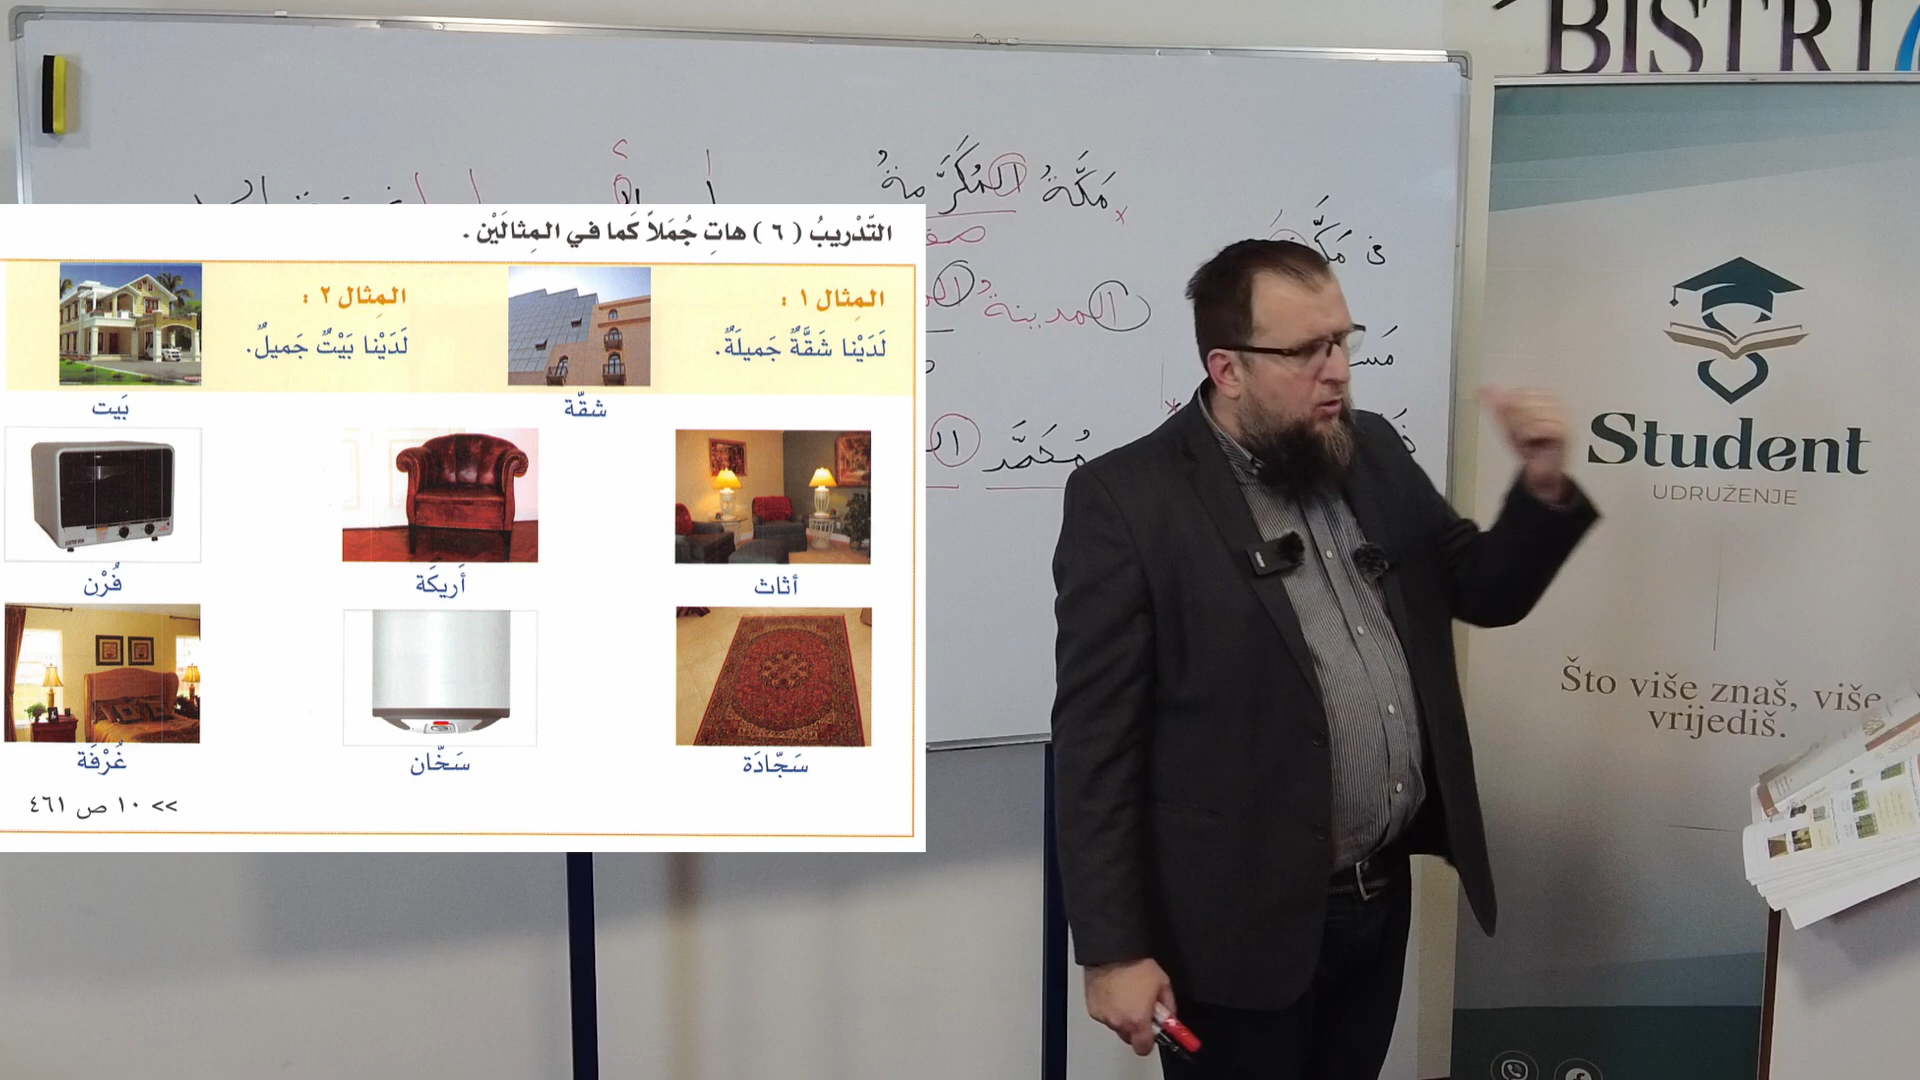 BISTRI
مَكَّةُ المُكَرَّمَةُ
في مَكَّ
المدينةُ
مُحَمَّد
التَّدْرِيبُ ( ٦ ) هاتِ جُمَلاً كَما في المِثالَيْن .
المِثال ١ :
لَدَيْنا شَقَّةٌ جَميلَةٌ.
شقّة
المِثال ٢ :
لَدَيْنا بَيْتٌ جَميلٌ.
بَيت
أثاث
أَريكَة
فُرْن
سَجّادَة
سَخّان
غُرْفَة
>> ١٠ ص ٤٦١
Student
UDRUŽENJE
Što više znaš, više
vrijediš.